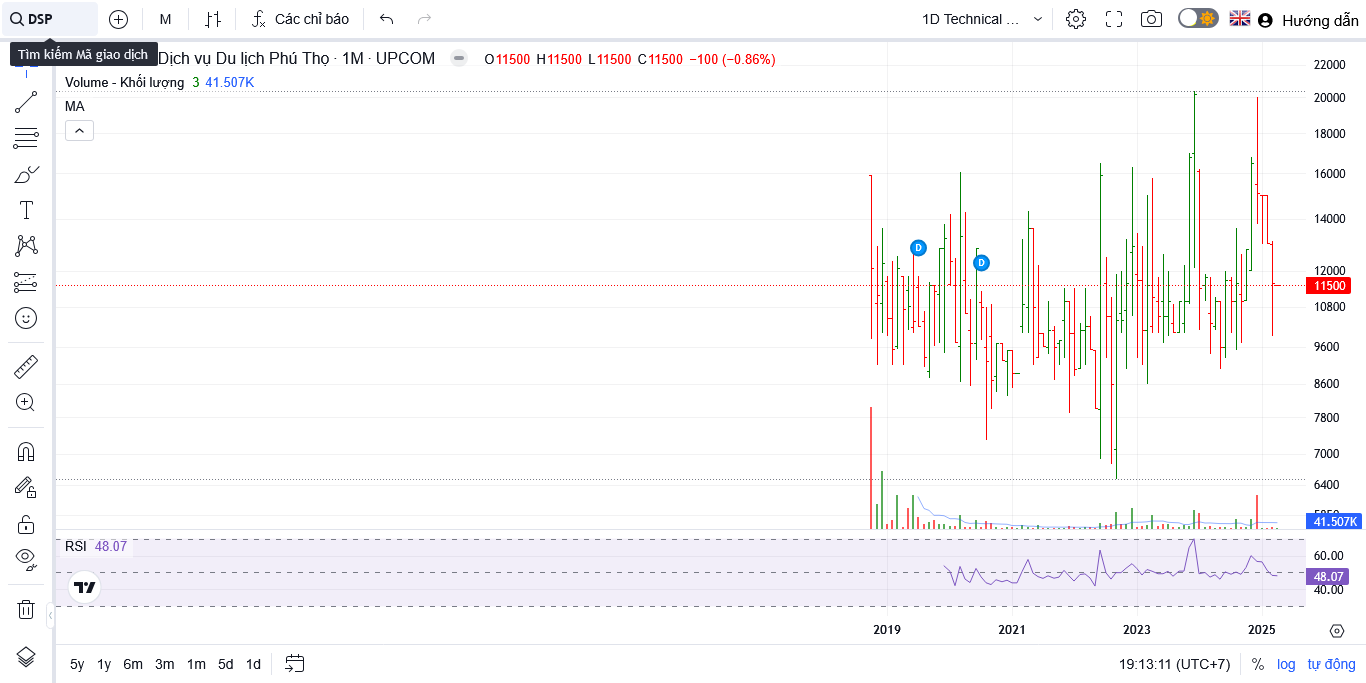 DSP
M
Các chỉ báo
1D Technical ...
Hướng dẫn
Tìm kiếm Mã giao dịch
Dịch vụ Du lịch Phú Thọ · 1M · UPCOM
O11500 H11500 L11500 C11500 −100 (−0.86%)
Volume - Khối lượng 3 41.507K
MA
22000
20000
18000
16000
14000
12000
11500
10800
9600
8600
7800
7000
6400
41.507K
D
D
RSI 48.07
60.00
48.07
40.00
2019 2021 2023 2025
5y 1y 6m 3m 1m 5d 1d
19:13:11 (UTC+7) % log tự động